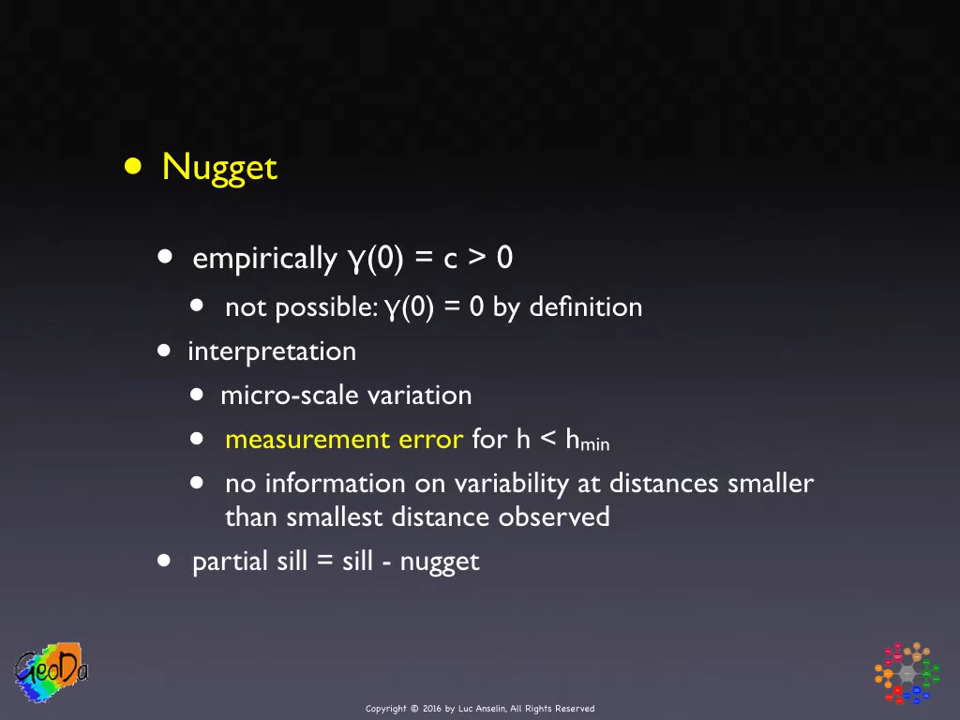 • Nugget
• empirically γ(0) = c > 0
• not possible: γ(0) = 0 by definition
• interpretation
• micro-scale variation
• measurement error for h < hmin
• no information on variability at distances smaller
than smallest distance observed
• partial sill = sill - nugget
GeoDa
Copyright © 2016 by Luc Anselin, All Rights Reserved